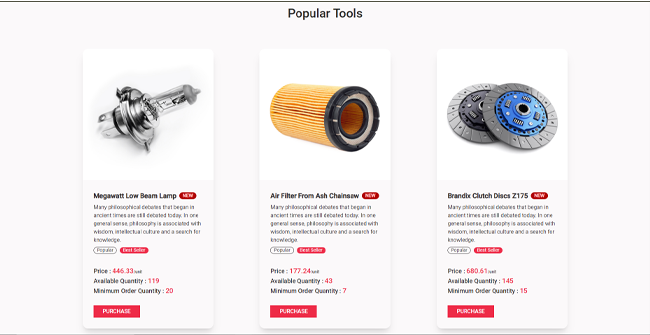 Popular Tools
Megawatt Low Beam Lamp NEW
Many philosophical debates that began in
ancient times are still debated today. In one
general sense, philosophy is associated with
wisdom, intellectual culture and a search for
knowledge.
Popular Best Seller
Price : 446.33/unit
Available Quantity : 119
Minimum Order Quantity : 20
PURCHASE
Air Filter From Ash Chainsaw NEW
Many philosophical debates that began in
ancient times are still debated today. In one
general sense, philosophy is associated with
wisdom, intellectual culture and a search for
knowledge.
Popular Best Seller
Price : 177.24/unit
Available Quantity : 43
Minimum Order Quantity : 7
PURCHASE
Brandix Clutch Discs Z175 NEW
Many philosophical debates that began in
ancient times are still debated today. In one
general sense, philosophy is associated with
wisdom, intellectual culture and a search for
knowledge.
Popular Best Seller
Price : 680.61/unit
Available Quantity : 145
Minimum Order Quantity : 15
PURCHASE